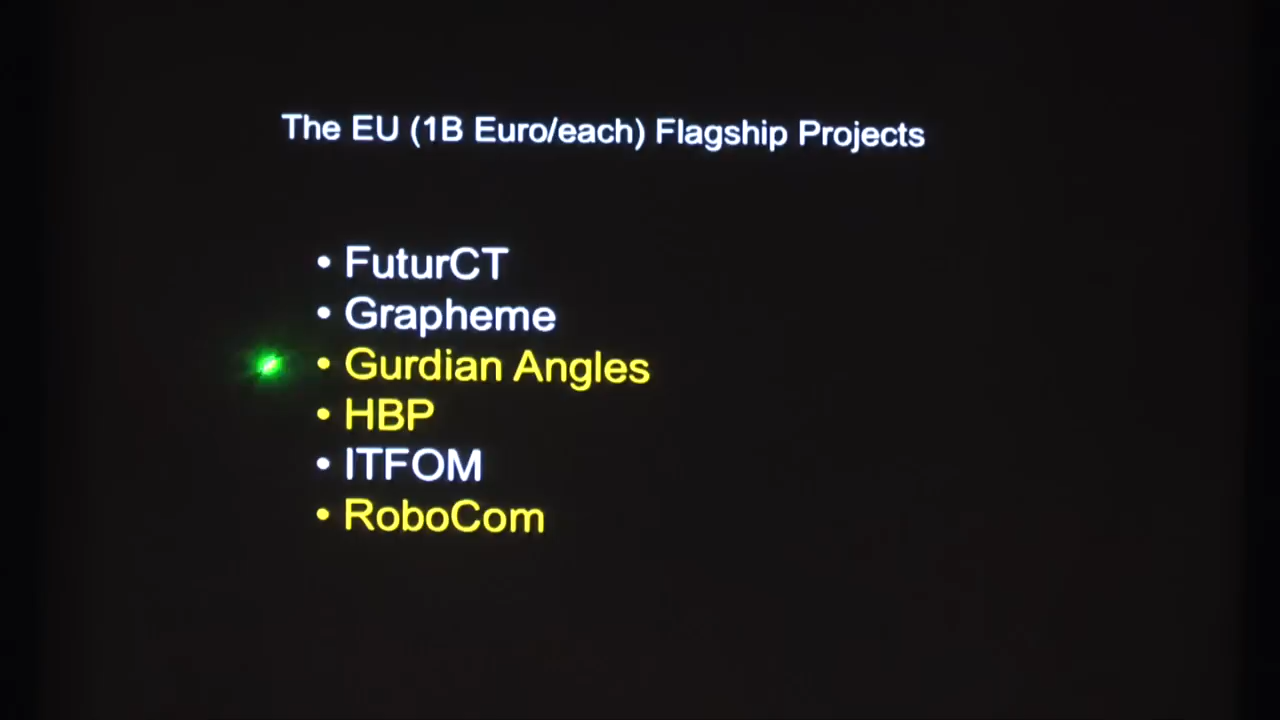 The EU (1B Euro/each) Flagship Projects
• FuturCT
• Grapheme
• Gurdian Angles
• HBP
• ITFOM
• RoboCom